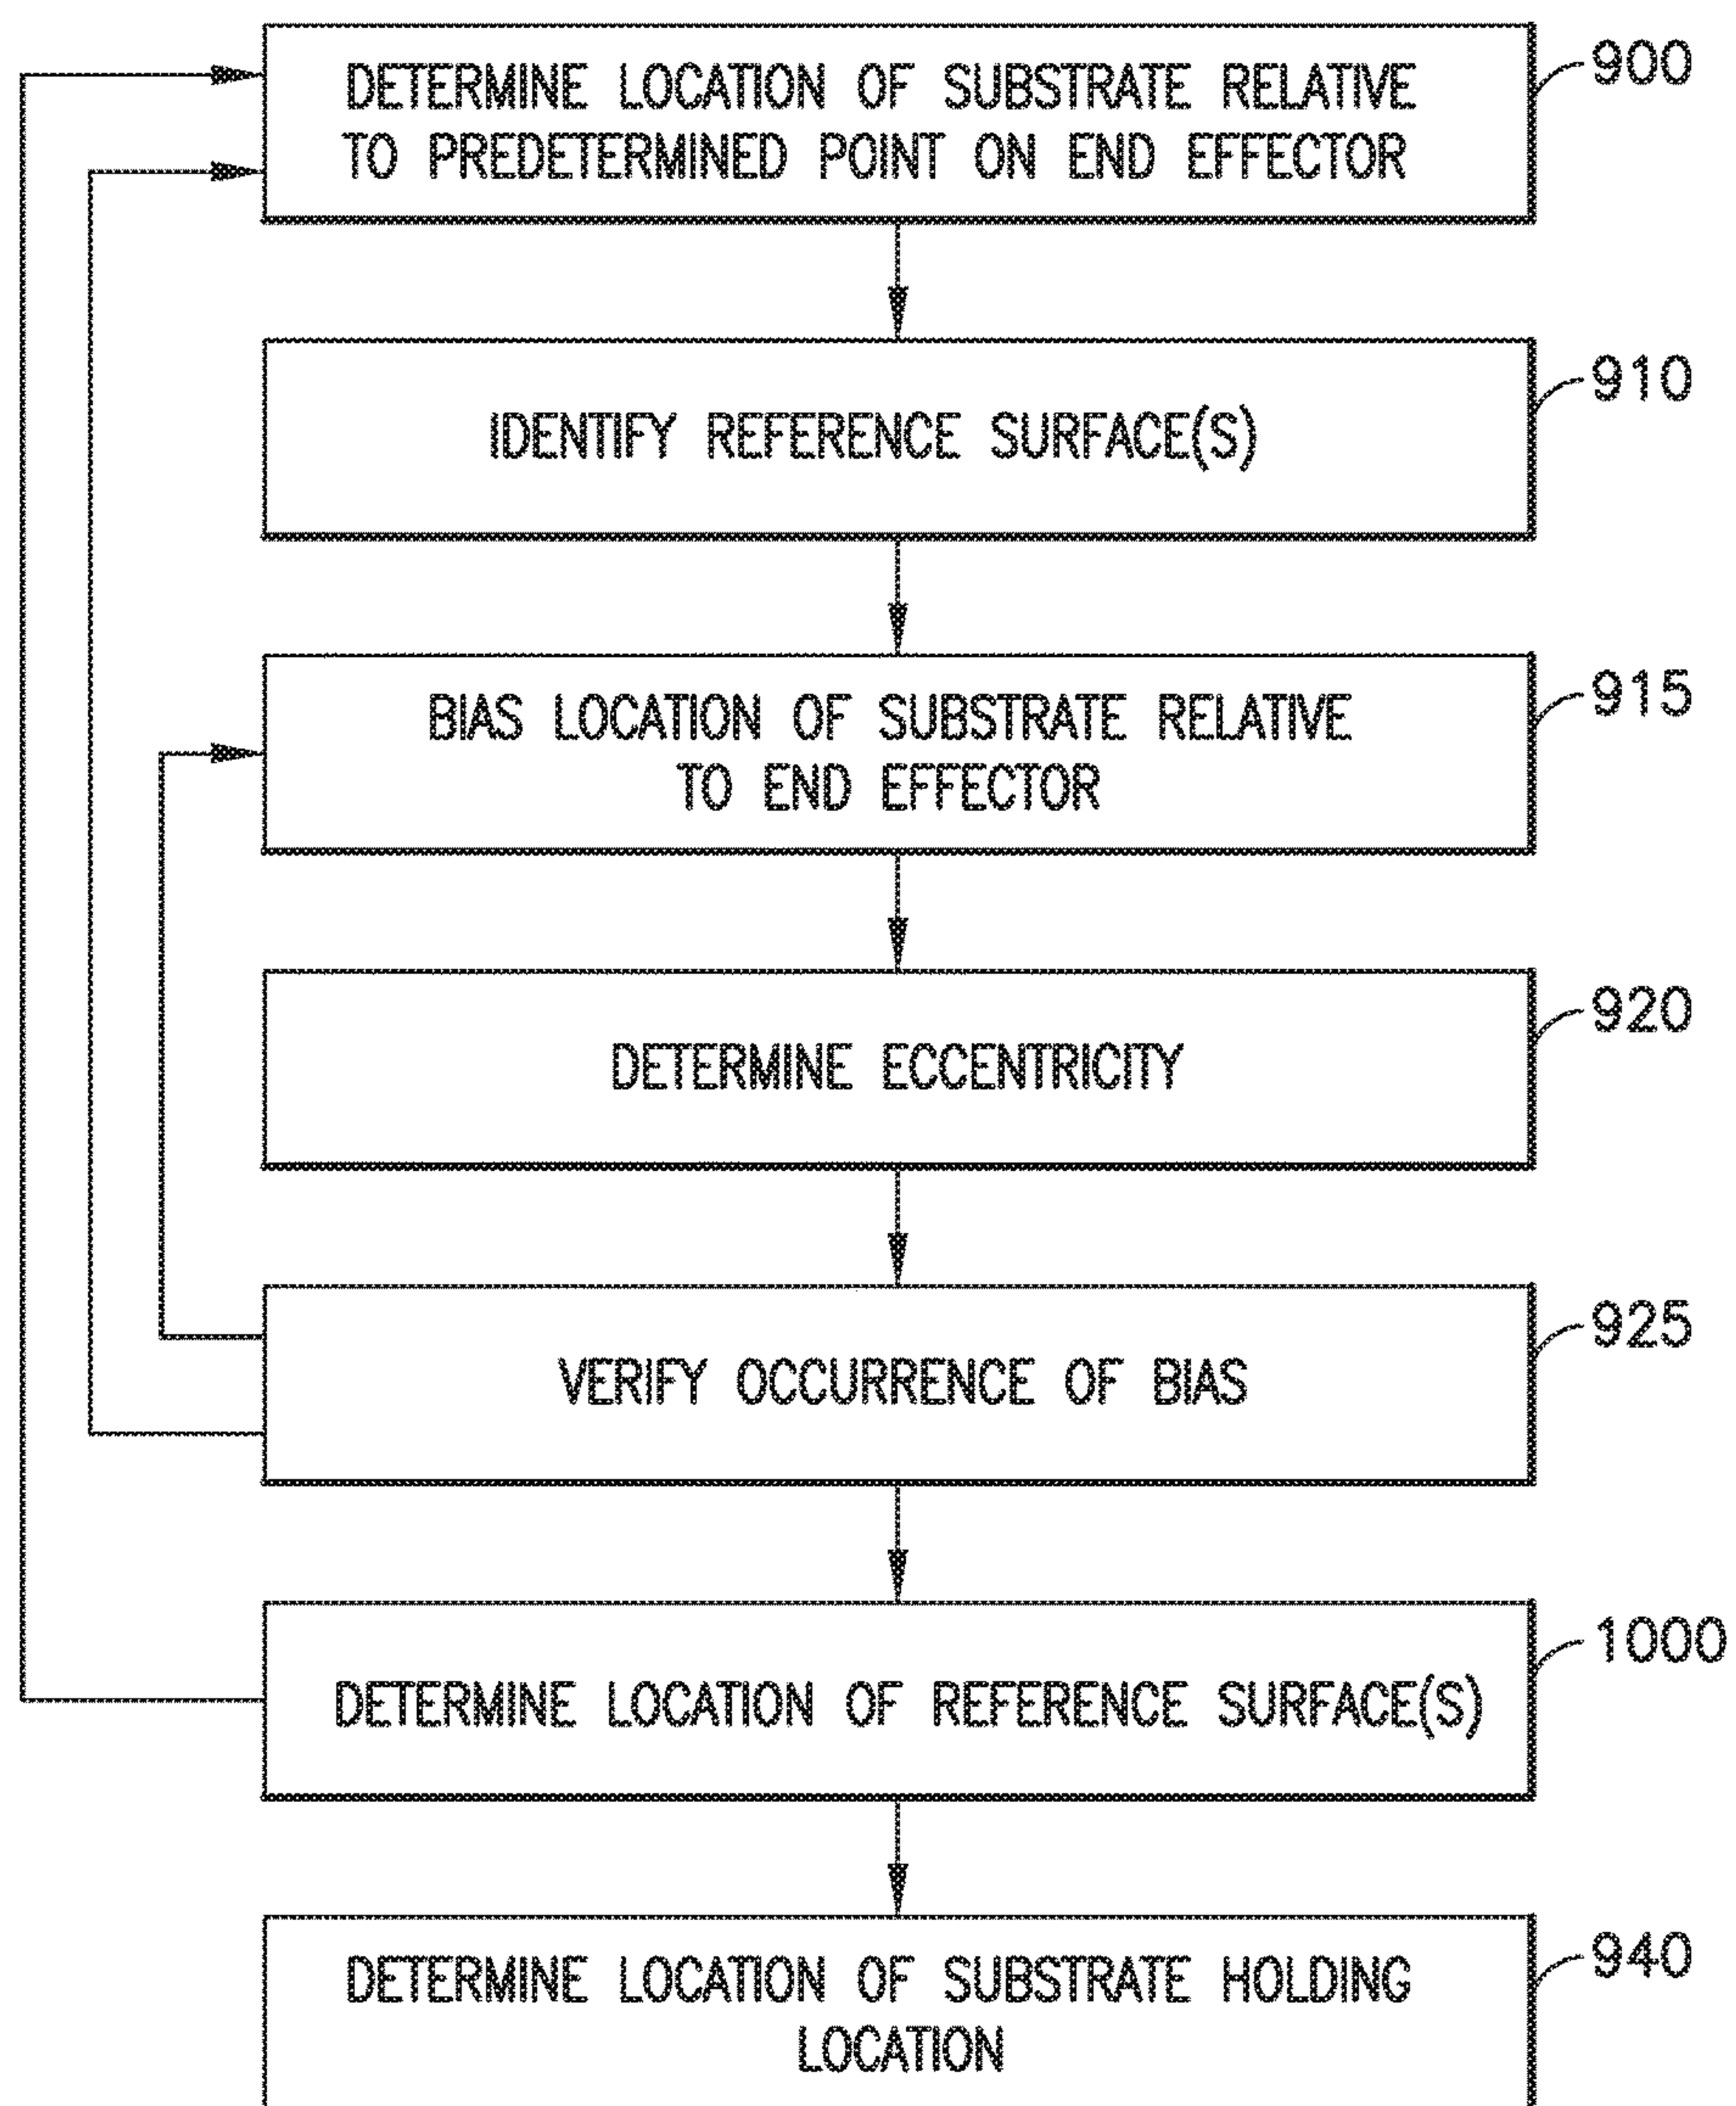 DETERMINE LOCATION OF SUBSTRATE RELATIVE
TO PREDETERMINED POINT ON END EFFECTOR
900
IDENTIFY REFERENCE SURFACE(S)
910
BIAS LOCATION OF SUBSTRATE RELATIVE
TO END EFFECTOR
915
DETERMINE ECCENTRICITY
920
VERIFY OCCURRENCE OF BIAS
925
DETERMINE LOCATION OF REFERENCE SURFACE(S)
1000
DETERMINE LOCATION OF SUBSTRATE HOLDING
LOCATION
940